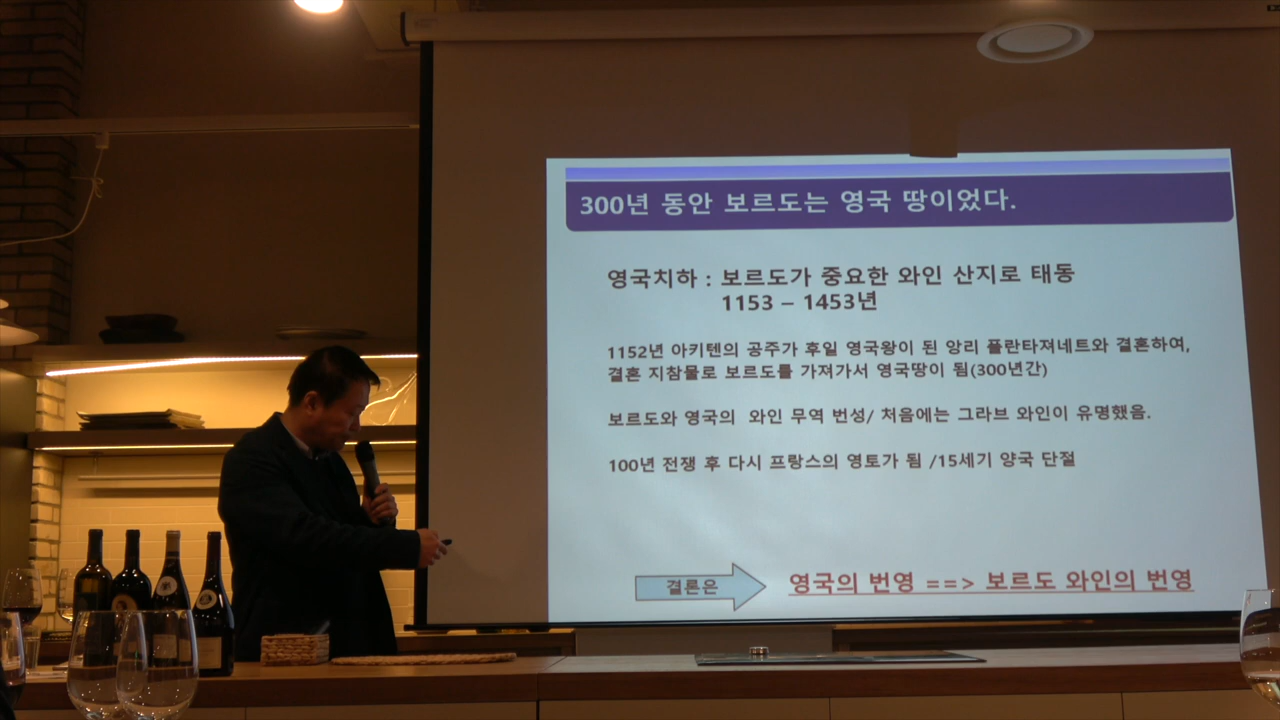 300년 동안 보르도는 영국 땅이었다.
영국치하 : 보르도가 중요한 와인 산지로 태동
1153 – 1453년
1152년 아키텐의 공주가 후일 영국왕이 된 앙리 플란타져네트와 결혼하여,
결혼 지참물로 보르도를 가져가서 영국땅이 됨(300년간)
보르도와 영국의 와인 무역 번성/ 처음에는 그라브 와인이 유명했음.
100년 전쟁 후 다시 프랑스의 영토가 됨 /15세기 양국 단절
결론은 영국의 번영 ==> 보르도 와인의 번영